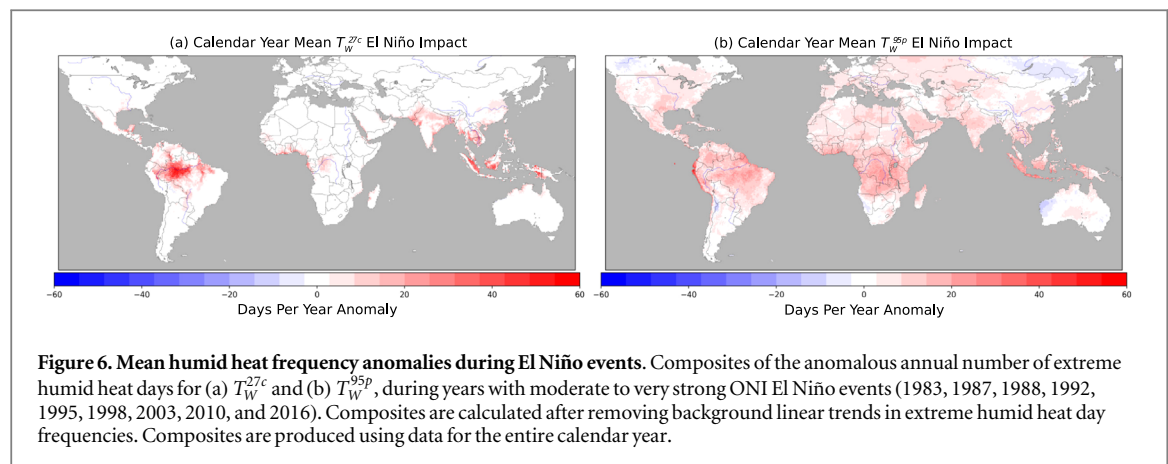 (a) Calendar Year Mean T_W^27c El Niño Impact
(b) Calendar Year Mean T_W^95p El Niño Impact
−60 −40 −20 0 20 40 60
−60 −40 −20 0 20 40 60
Days Per Year Anomaly
Days Per Year Anomaly
Figure 6. Mean humid heat frequency anomalies during El Niño events. Composites of the anomalous annual number of extreme
humid heat days for (a) T_W^27c and (b) T_W^95p, during years with moderate to very strong ONI El Niño events (1983, 1987, 1988, 1992,
1995, 1998, 2003, 2010, and 2016). Composites are calculated after removing background linear trends in extreme humid heat day
frequencies. Composites are produced using data for the entire calendar year.